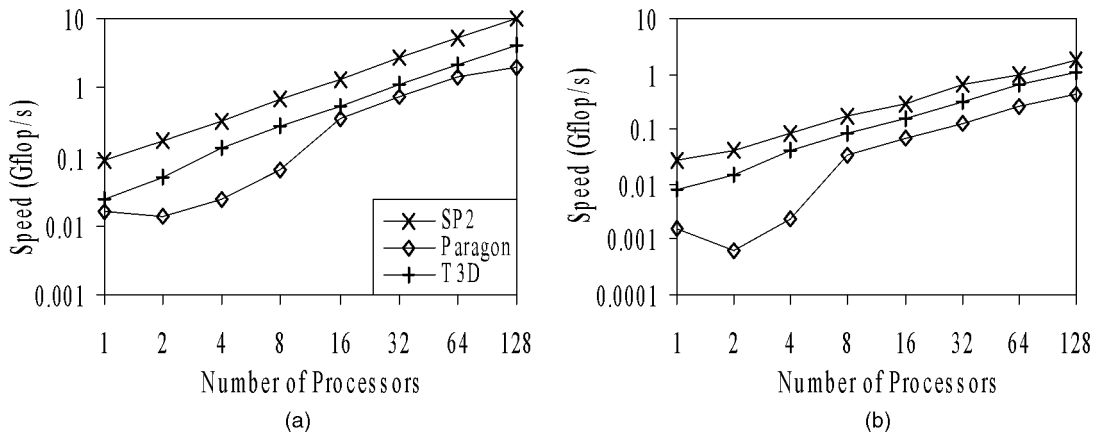 Speed (Gflop/s)
10
1
0.1
0.01
0.001
SP2
Paragon
T3D
1 2 4 8 16 32 64 128
Number of Processors
(a)
Speed (Gflop/s)
10
1
0.1
0.01
0.001
0.0001
1 2 4 8 16 32 64 128
Number of Processors
(b)